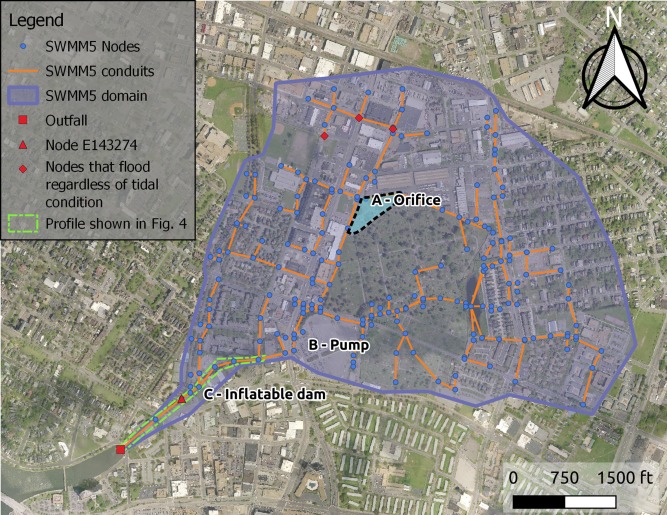 Legend
SWMM5 Nodes
SWMM5 conduits
SWMM5 domain
Outfall
Node E143274
Nodes that flood
regardless of tidal
condition
Profile shown in Fig. 4
N
A - Orifice
B - Pump
C - Inflatable dam
0 750 1500 ft